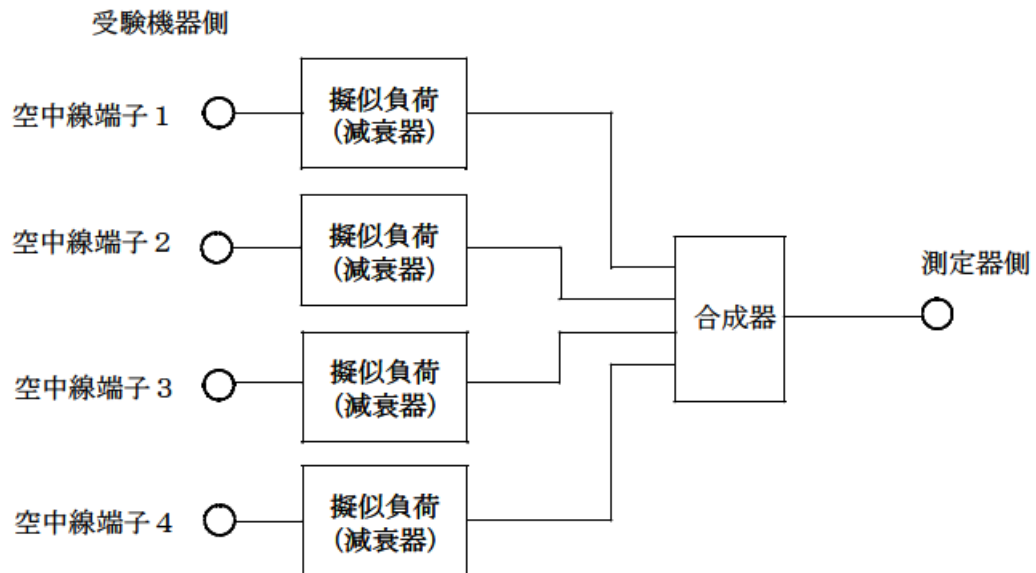 受験機器側
空中線端子1
擬似負荷
(減衰器)
空中線端子2
擬似負荷
(減衰器)
測定器側
合成器
空中線端子3
擬似負荷
(減衰器)
空中線端子4
擬似負荷
(減衰器)